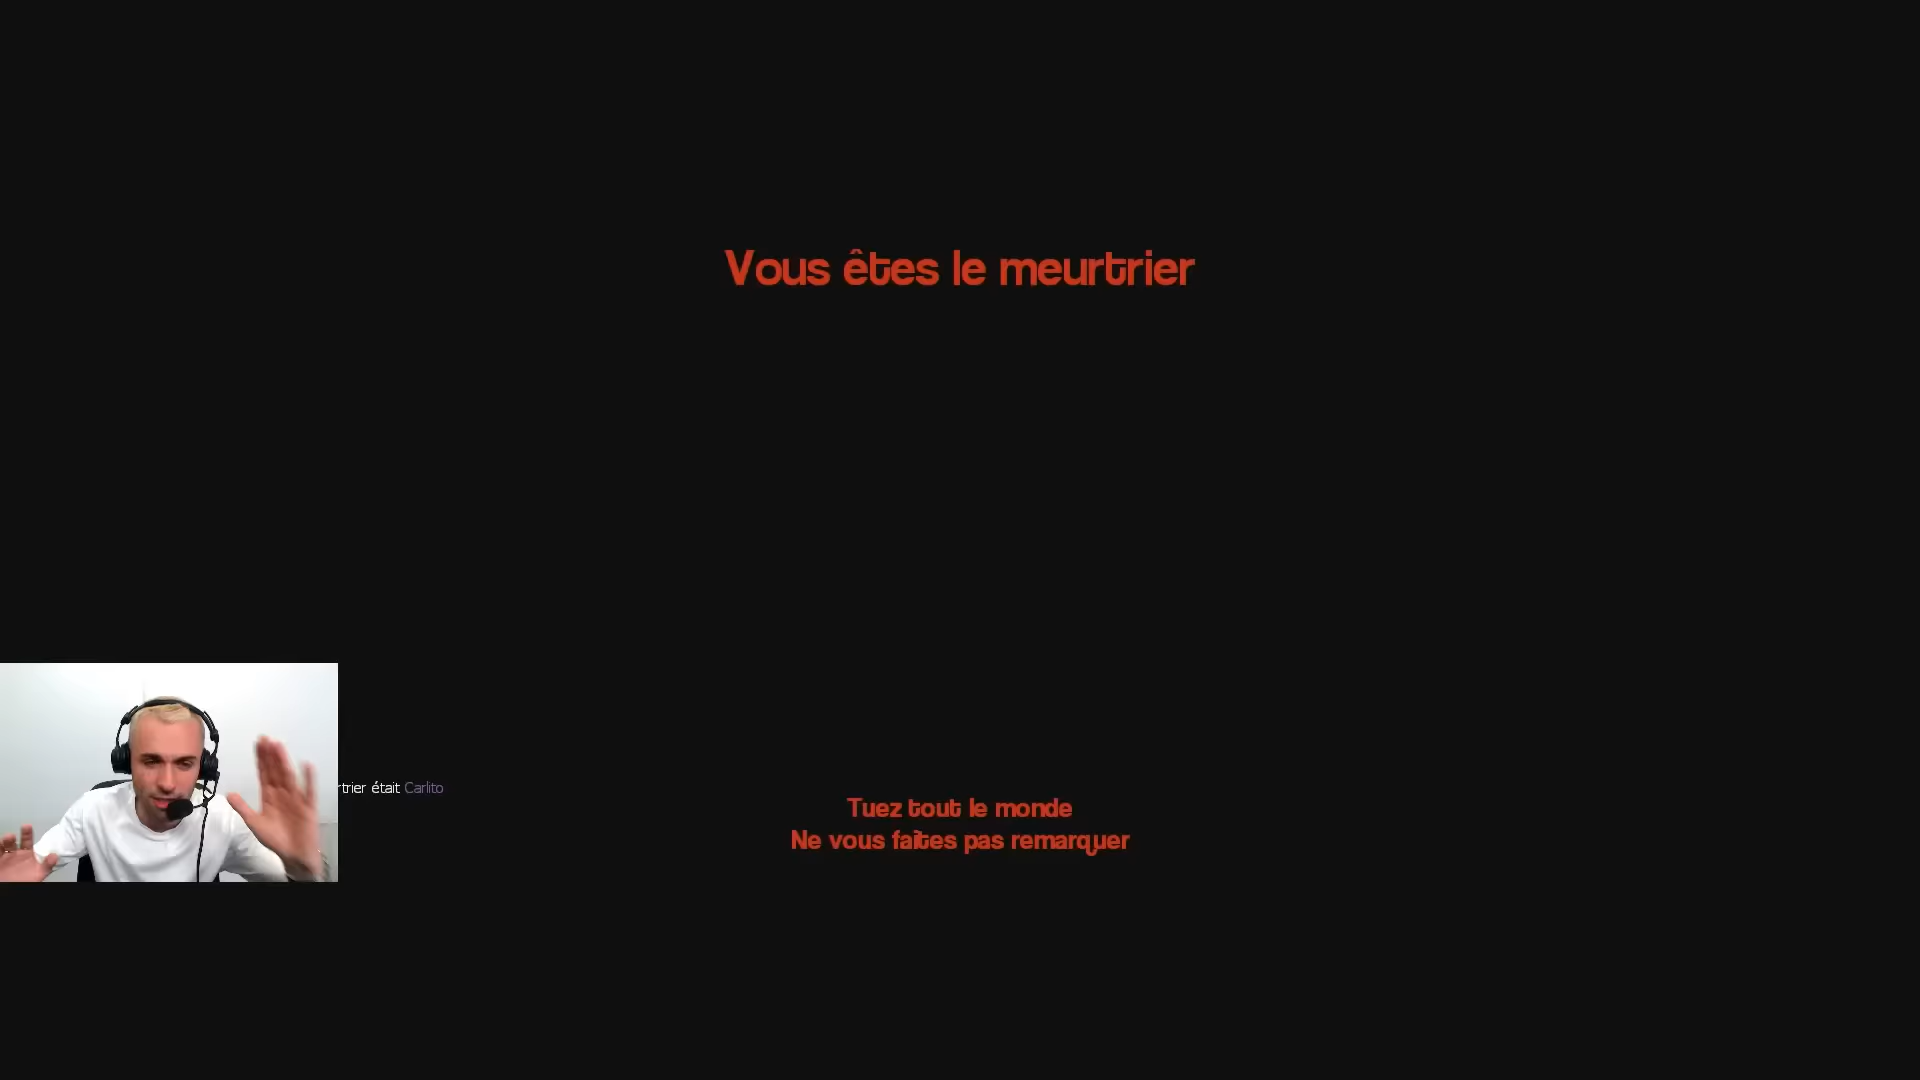 Vous êtes le meurtrier
rtrier était Carlito
Tuez tout le monde
Ne vous faites pas remarquer